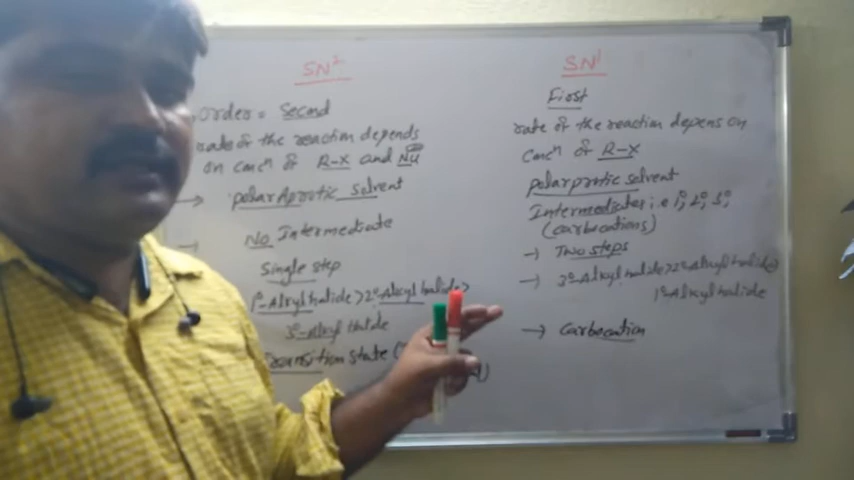 SN²
order = Second
rate of the reaction depends
on concn of R-X and Nu
→ polar Aprotic solvent
No Intermediate
Single step
1°-Alkyl halide > 2°-Alkyl halide >
3°-Alkyl halide
Transition state
SN1
First
rate of the reaction depens on
concn of R-X
polar protic solvent
Intermediates i.e 1°, 2°, 3°,
(carbocations)
→ Two steps
→ 3°-Alkyl halide > 2°-Alkyl halide >
1°-Alkyl halide
→ Carbocation